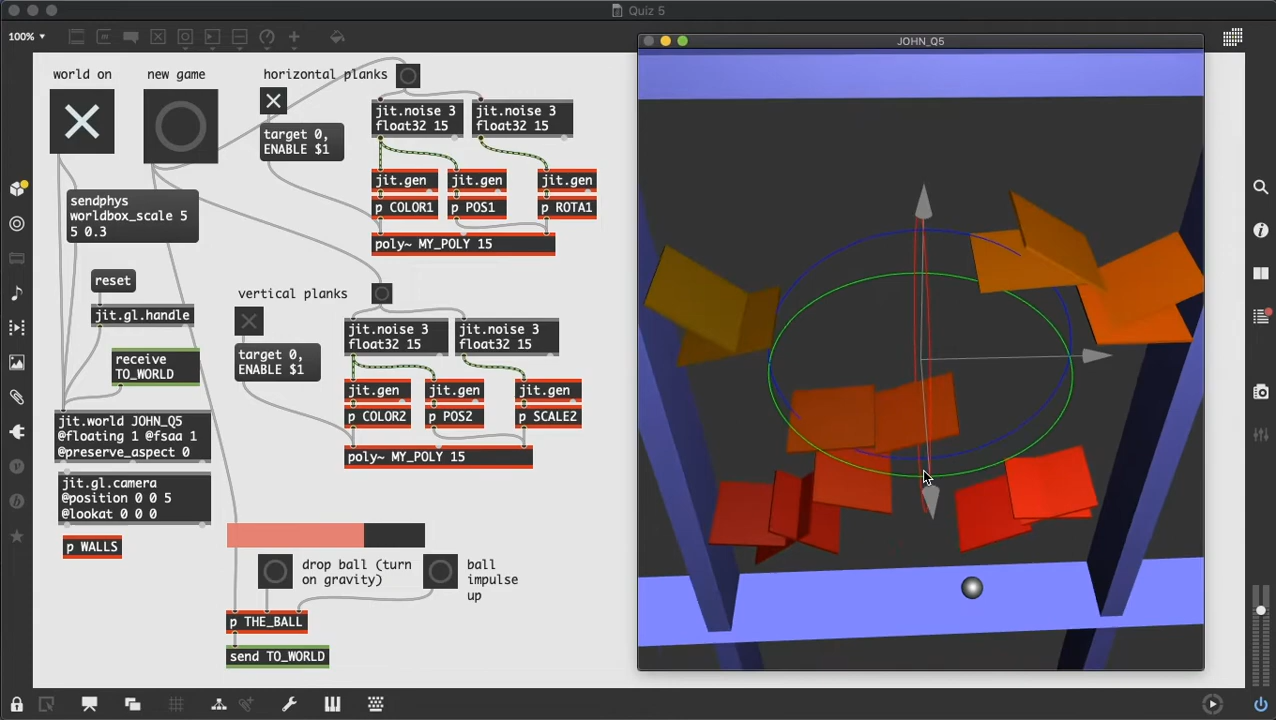 Quiz 5
100%
JOHN_Q5
world on
new game
horizontal planks
target 0,
ENABLE $1
jit.noise 3
float32 15
jit.noise 3
float32 15
jit.gen
jit.gen
jit.gen
p COLOR1
p POS1
p ROTA1
poly~ MY_POLY 15
sendphys
worldbox_scale 5
5 0.3
reset
jit.gl.handle
receive
TO_WORLD
vertical planks
target 0,
ENABLE $1
jit.noise 3
float32 15
jit.noise 3
float32 15
jit.gen
jit.gen
jit.gen
p COLOR2
p POS2
p SCALE2
poly~ MY_POLY 15
jit.world JOHN_Q5
@floating 1 @fsaa 1
@preserve_aspect 0
jit.gl.camera
@position 0 0 5
@lookat 0 0 0
p WALLS
drop ball (turn
on gravity)
ball
impulse
up
p THE_BALL
send TO_WORLD